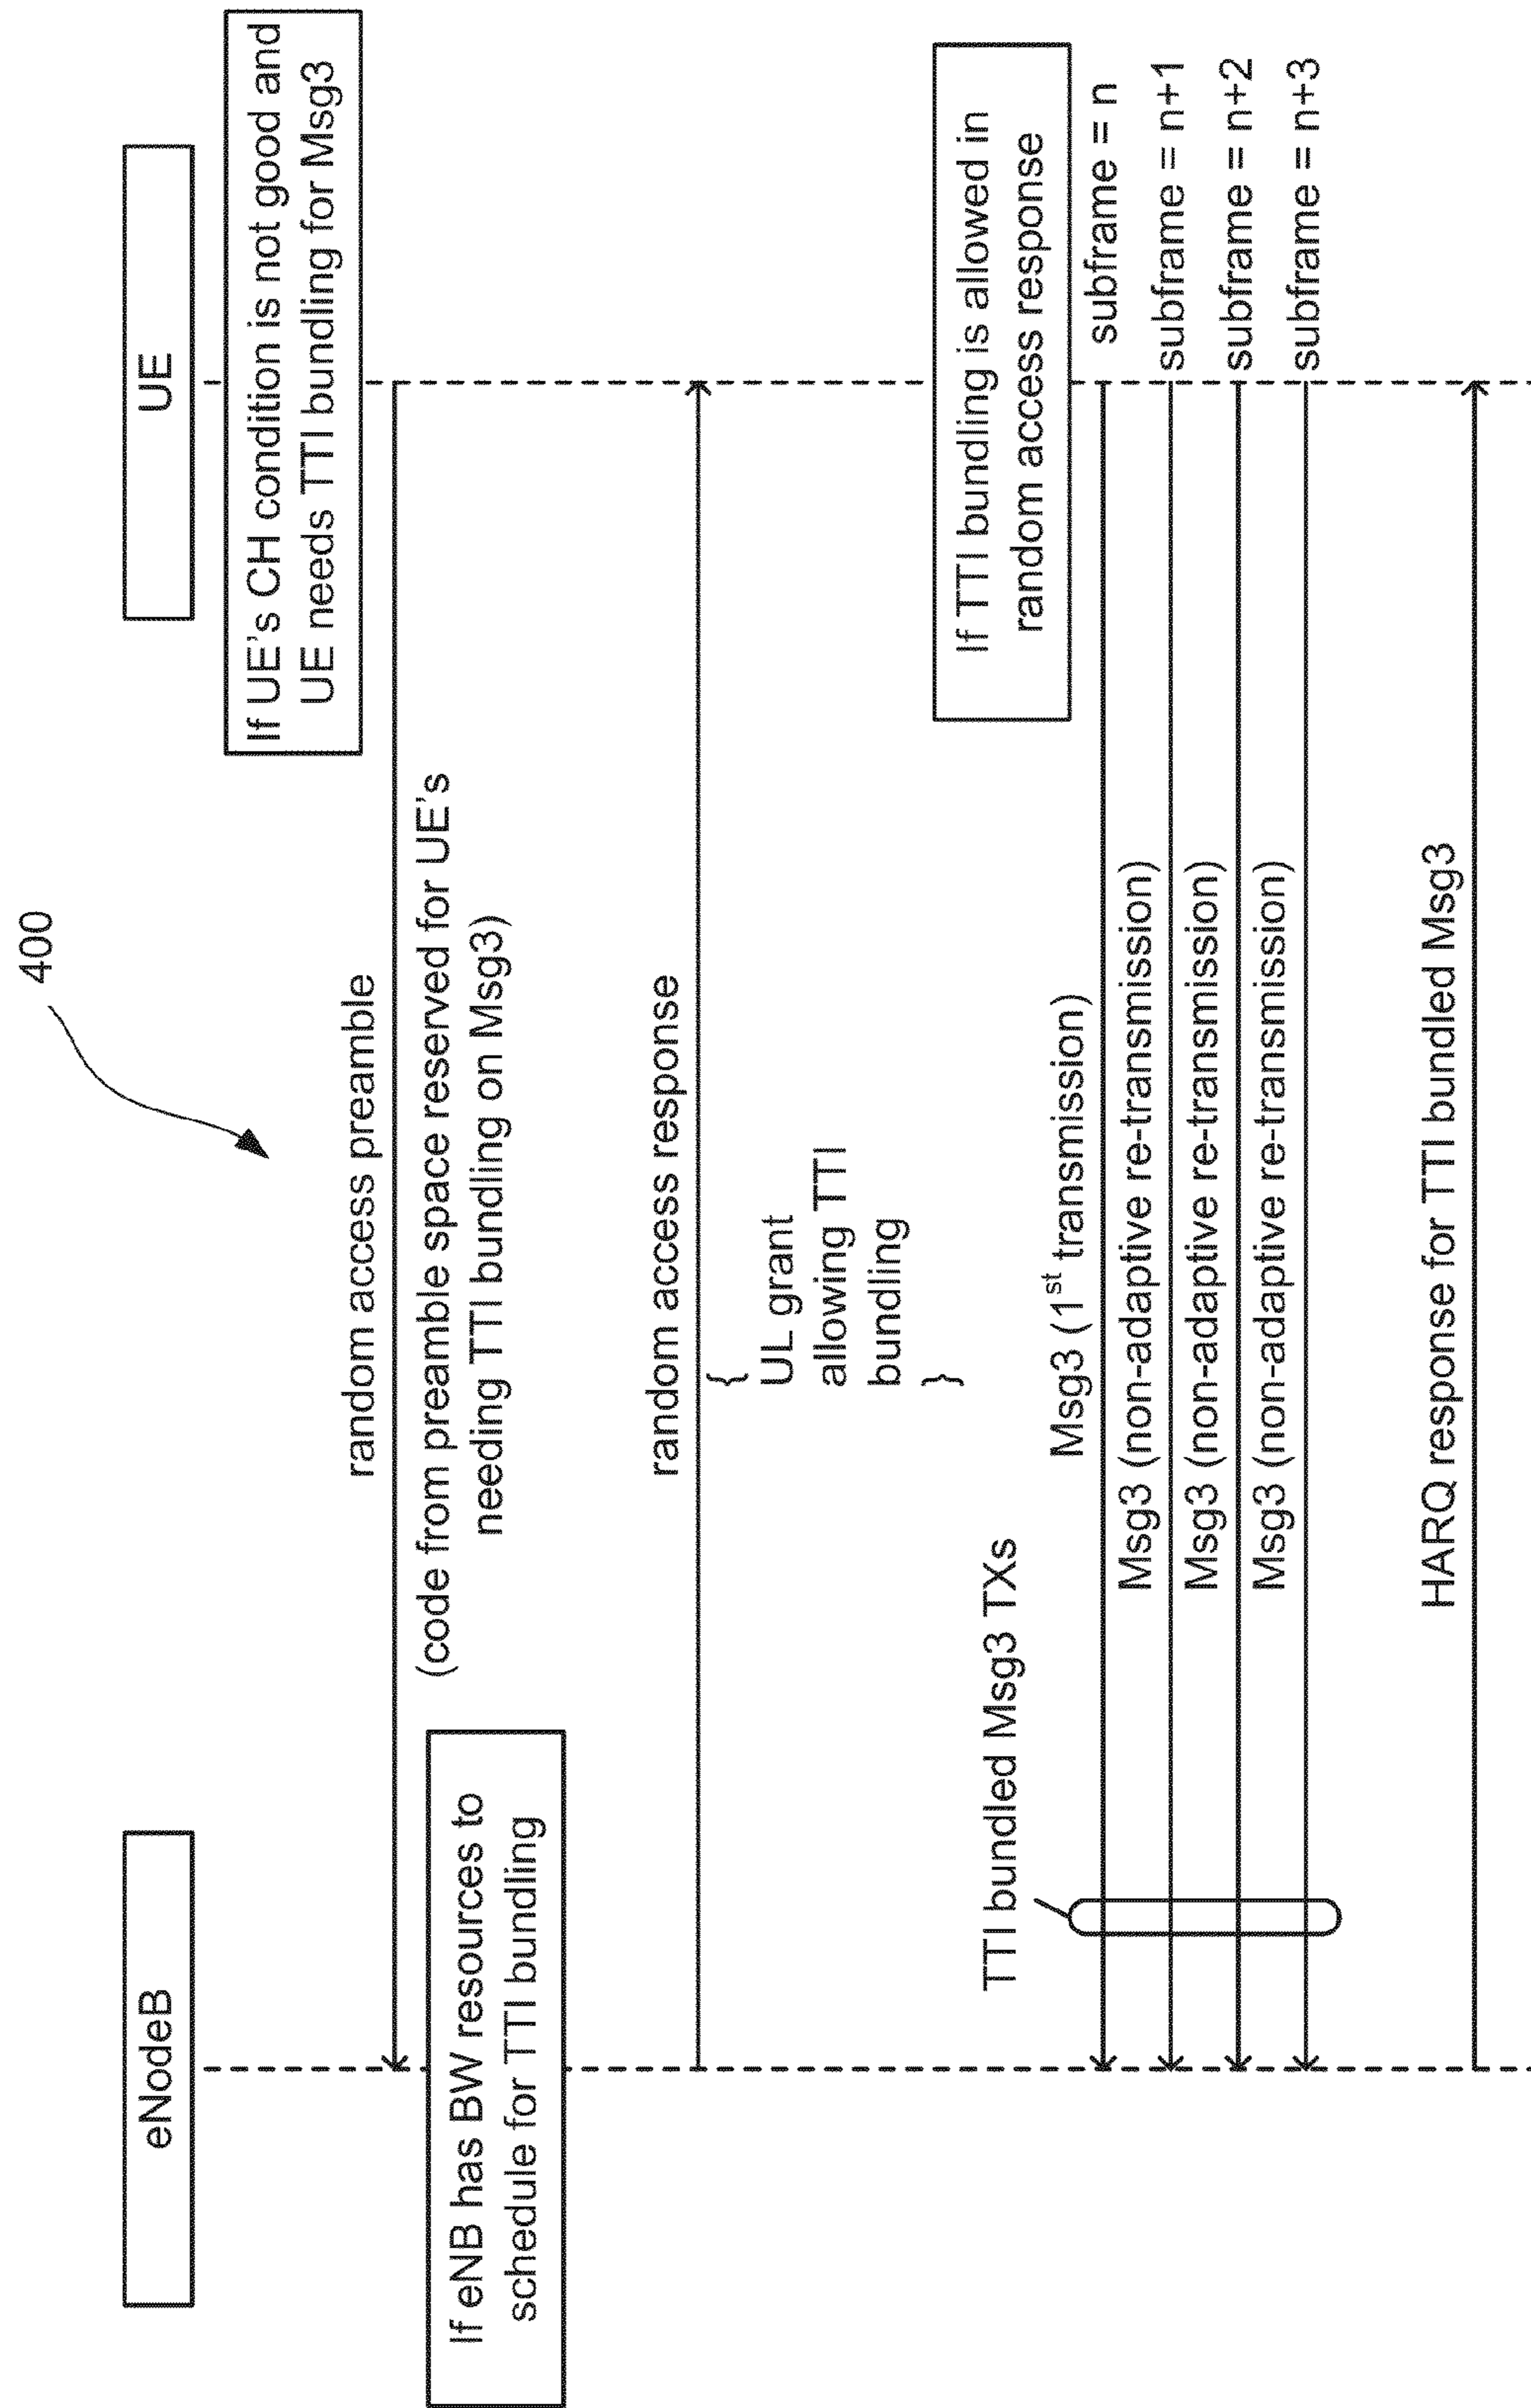 400
eNodeB
UE
If UE's CH condition is not good and
UE needs TTI bundling for Msg3
random access preamble
(code from preamble space reserved for UE's
needing TTI bundling on Msg3)
If eNB has BW resources to
schedule for TTI bundling
random access response
{
UL grant
allowing TTI
bundling
}
If TTI bundling is allowed in
random access response
TTI bundled Msg3 TXs
Msg3 (1st transmission)
subframe = n
Msg3 (non-adaptive re-transmission)
subframe = n+1
Msg3 (non-adaptive re-transmission)
subframe = n+2
Msg3 (non-adaptive re-transmission)
subframe = n+3
HARQ response for TTI bundled Msg3